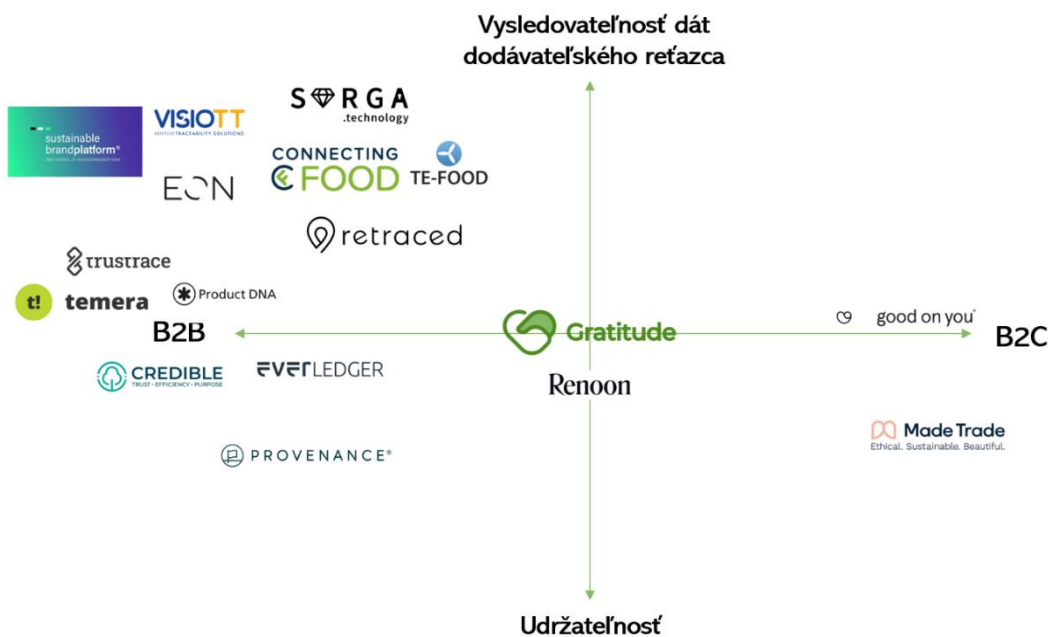 Vysledovateľnosť dát
dodávateľského reťazca
SORGA
.technology
VISIOTT
TRACEABILITY SOLUTIONS
sustainable
brandplatform®
CONNECTING
FOOD
TE-FOOD
EON
retraced
trustrace
t! temera
Product DNA
B2B
Gratitude
good on you®
B2C
CREDIBLE
TRUST • EFFICIENCY • PURPOSE
EVERLEDGER
Renoon
Made Trade
Ethical. Sustainable. Beautiful.
PROVENANCE®
Udržateľnosť